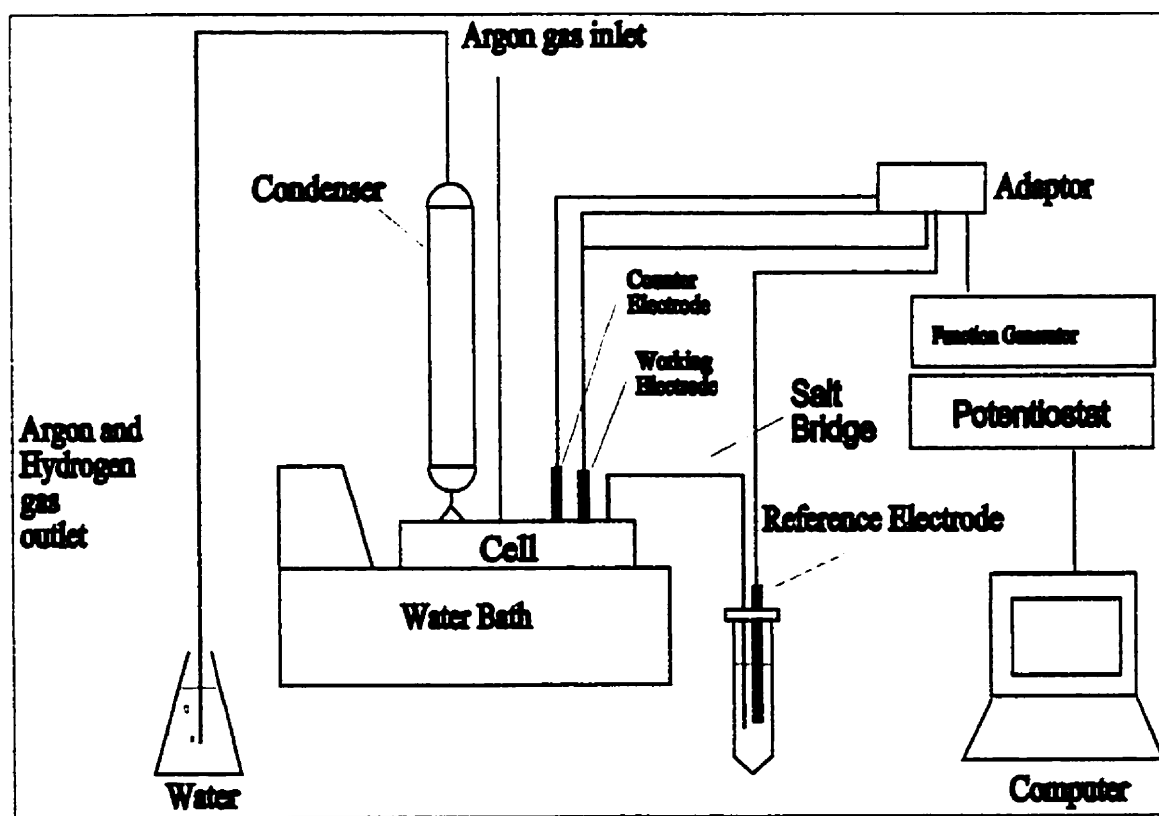 Argon gas inlet
Condenser
Adaptor
Counter
Electrode
Function Generator
Working
Electrode
Salt
Bridge
Potentiostat
Argon and
Hydrogen
gas
outlet
Reference Electrode
Cell
Water Bath
Water
Computer